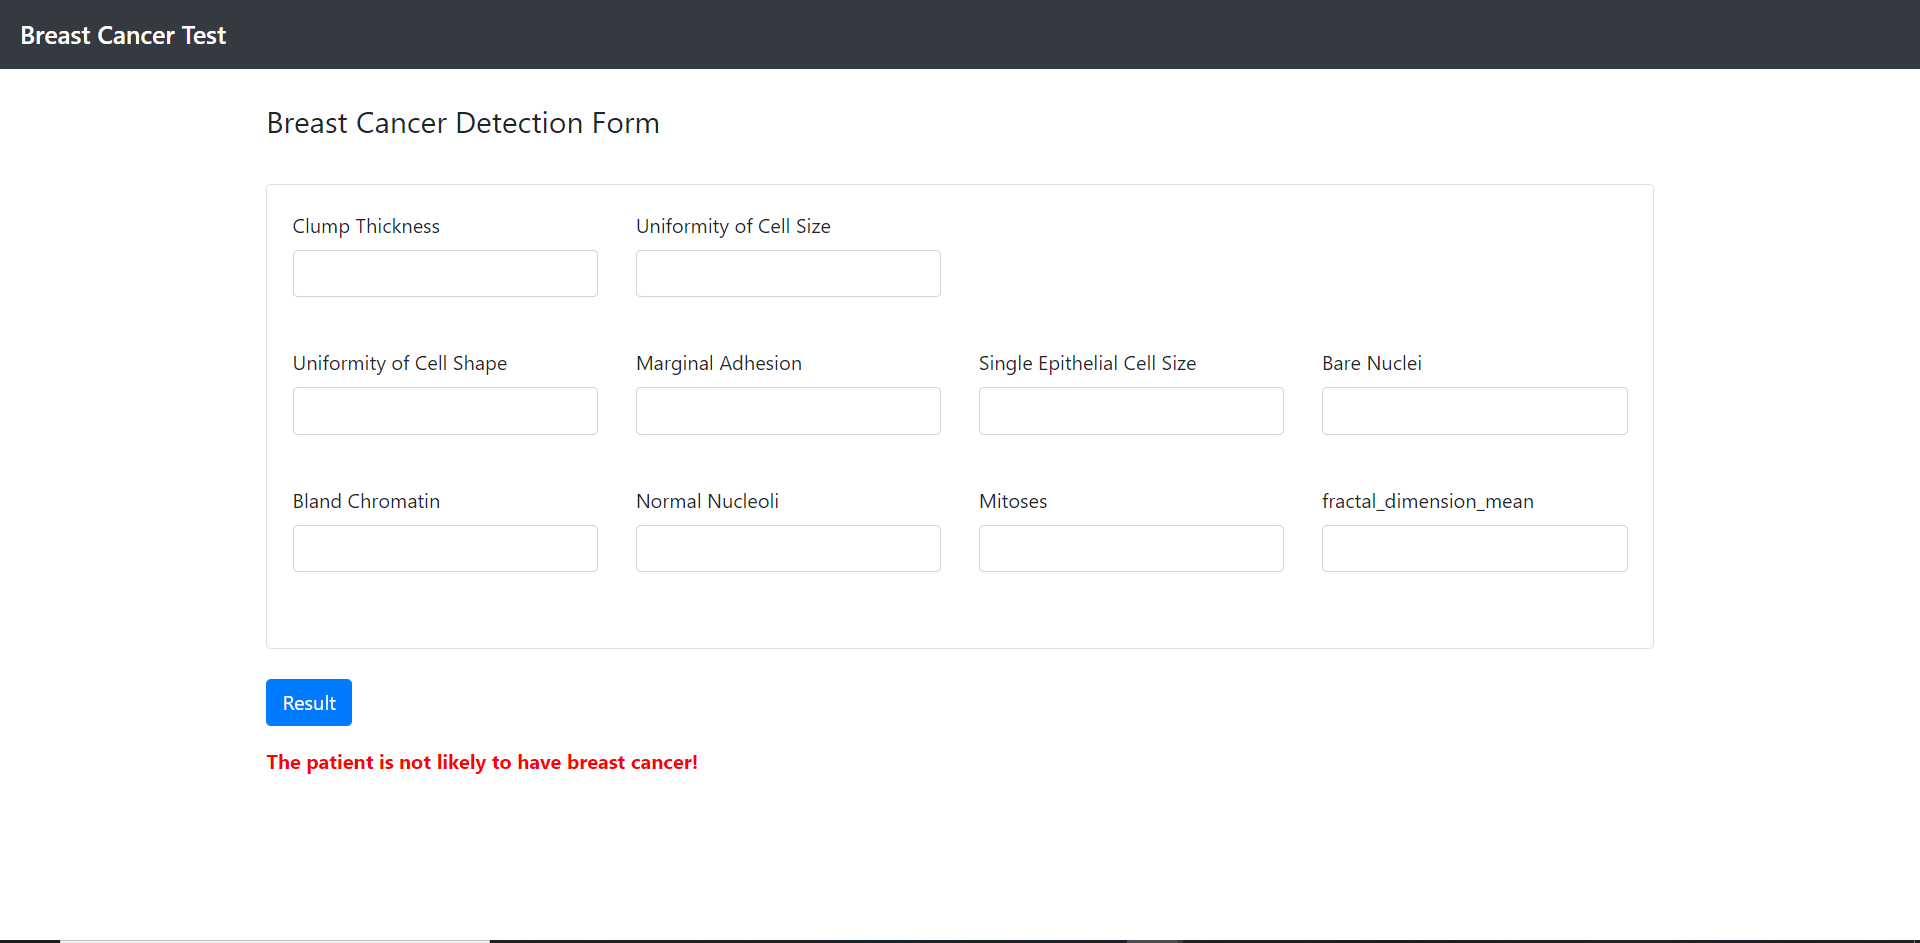 Breast Cancer Test
Breast Cancer Detection Form
Clump Thickness Uniformity of Cell Size
Uniformity of Cell Shape Marginal Adhesion Single Epithelial Cell Size Bare Nuclei
Bland Chromatin Normal Nucleoli Mitoses fractal_dimension_mean
Result
The patient is not likely to have breast cancer!